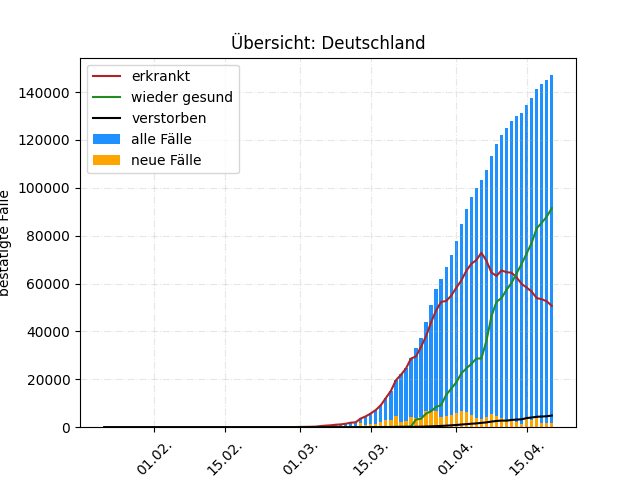 Übersicht: Deutschland
erkrankt
wieder gesund
verstorben
alle Fälle
neue Fälle
bestätigte Fälle
140000
120000
100000
80000
60000
40000
20000
0
01.02.
15.02.
01.03.
15.03.
01.04.
15.04.